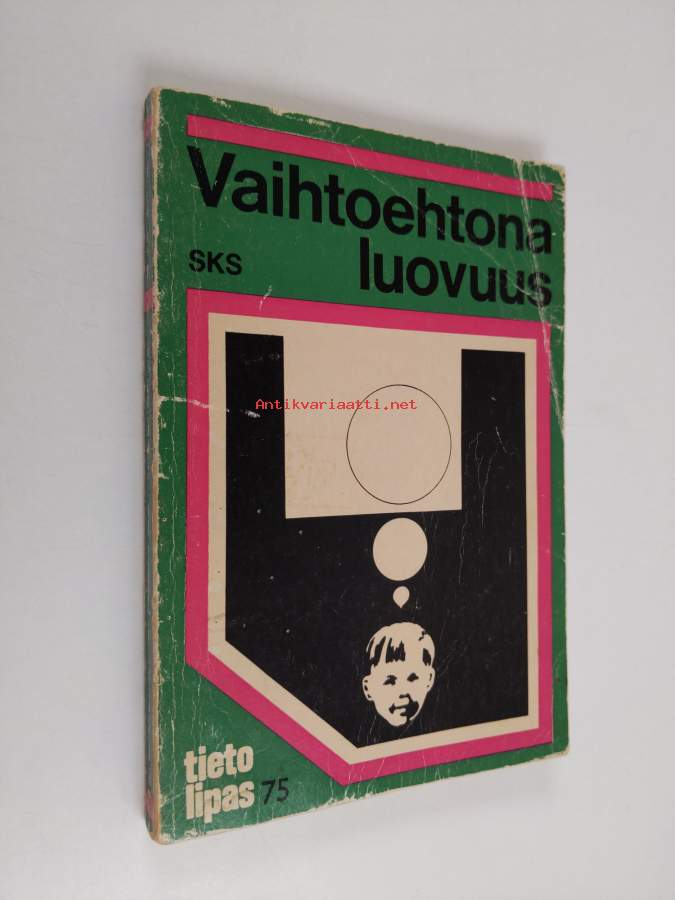 Vaihtoehtona
luovuus
SKS
Antikvariaatti.net
tieto
lipas 75